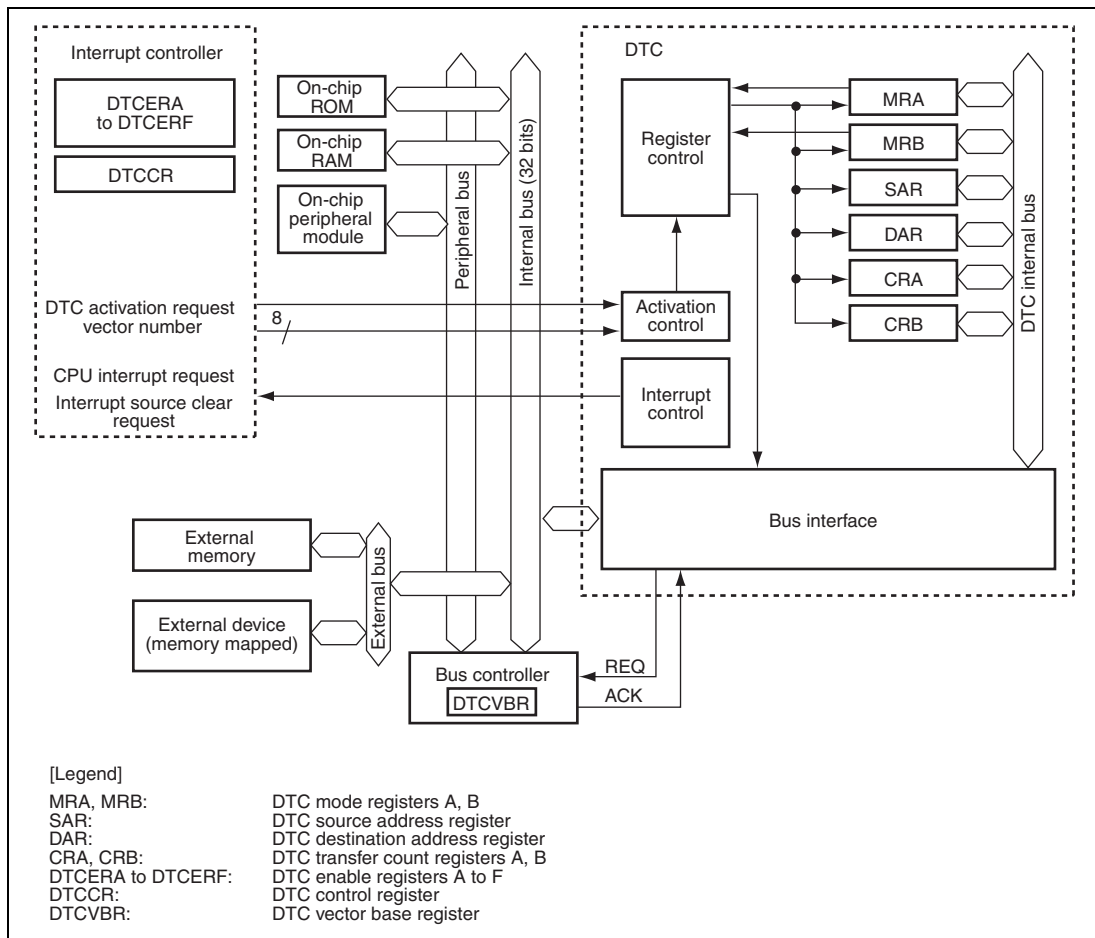 Interrupt controller
DTCERA
to DTCERF
DTCCR
DTC activation request
vector number
8
CPU interrupt request
Interrupt source clear
request
On-chip
ROM
On-chip
RAM
On-chip
peripheral
module
Peripheral bus
Internal bus (32 bits)
DTC
Register
control
Activation
control
Interrupt
control
MRA
MRB
SAR
DAR
CRA
CRB
DTC internal bus
Bus interface
External
memory
External device
(memory mapped)
External bus
Bus controller
DTCVBR
REQ
ACK
[Legend]
MRA, MRB: DTC mode registers A, B
SAR: DTC source address register
DAR: DTC destination address register
CRA, CRB: DTC transfer count registers A, B
DTCERA to DTCERF: DTC enable registers A to F
DTCCR: DTC control register
DTCVBR: DTC vector base register